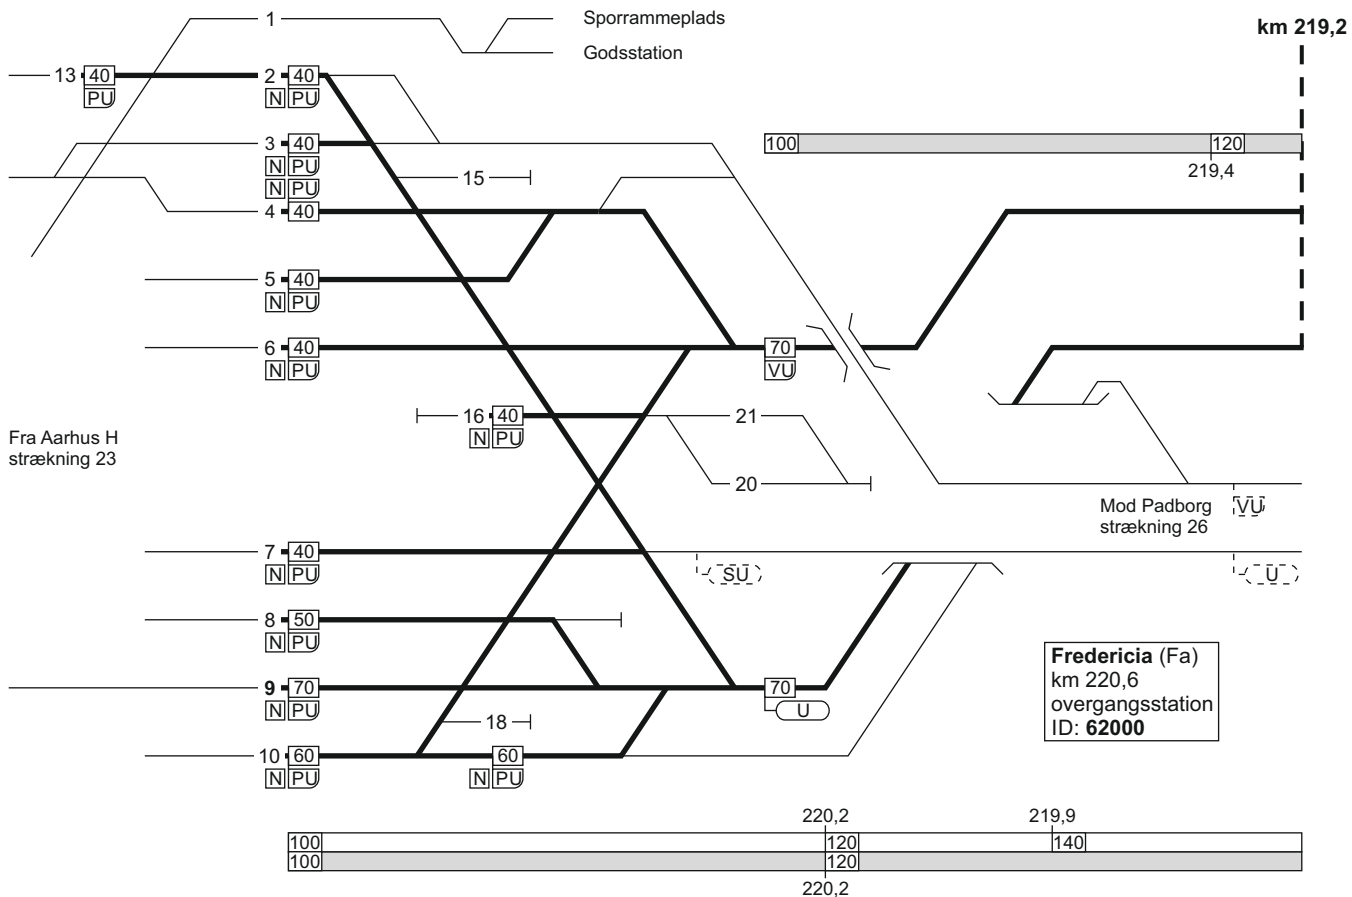 1
Sporrammeplads
Godsstation
km 219,2
13 40
PU
2 40
N PU
3 40
N PU
100
120
219,4
15
N PU
4 40
5 40
N PU
6 40
N PU
70
VU
16 40
N PU
21
20
Fra Aarhus H
strækning 23
Mod Padborg
strækning 26
VU
7 40
N PU
SU
U
8 50
N PU
9 70
N PU
70
U
18
10 60
N PU
60
N PU
Fredericia (Fa)
km 220,6
overgangsstation
ID: 62000
220,2
219,9
100
120
140
100
120
220,2